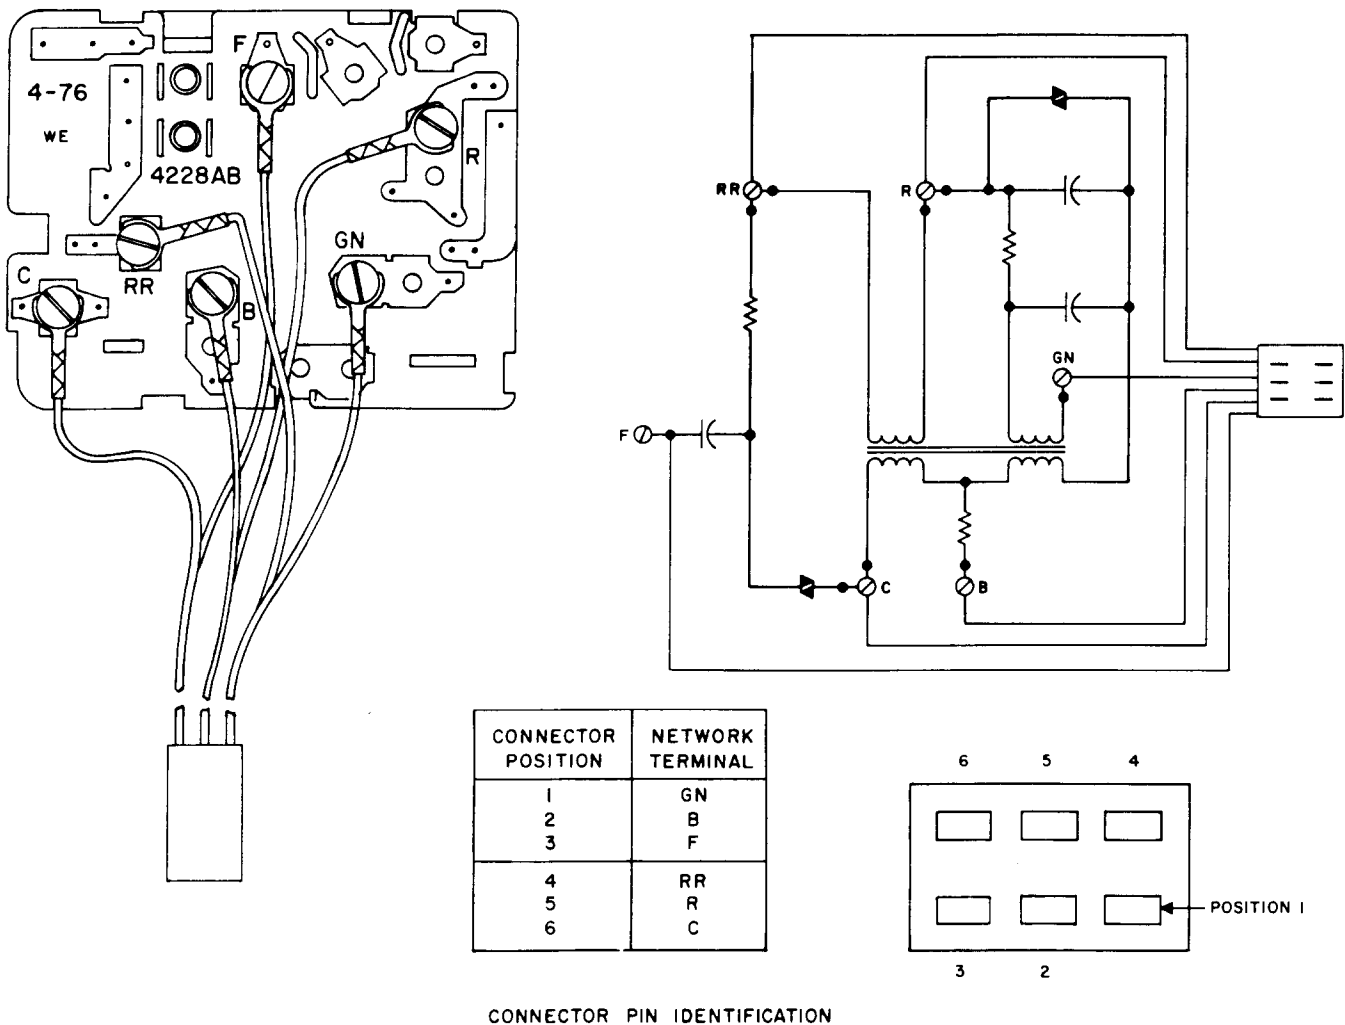 F
4-76
WE
R
4228AB
GN
C
RR
B
RR
R
GN
F
C
B
CONNECTOR POSITION
NETWORK TERMINAL
1 GN
2 B
3 F
4 RR
5 R
6 C
6 5 4
POSITION 1
3 2
CONNECTOR PIN IDENTIFICATION